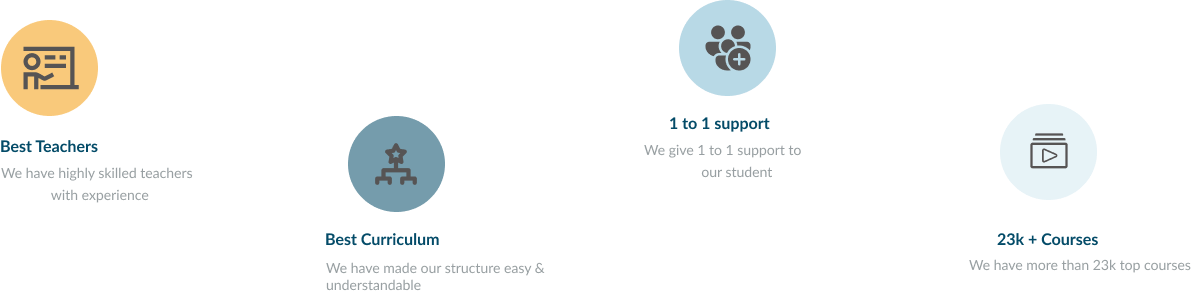 Best Teachers
We have highly skilled teachers
with experience
Best Curriculum
We have made our structure easy &
understandable
1 to 1 support
We give 1 to 1 support to
our student
23k + Courses
We have more than 23k top courses